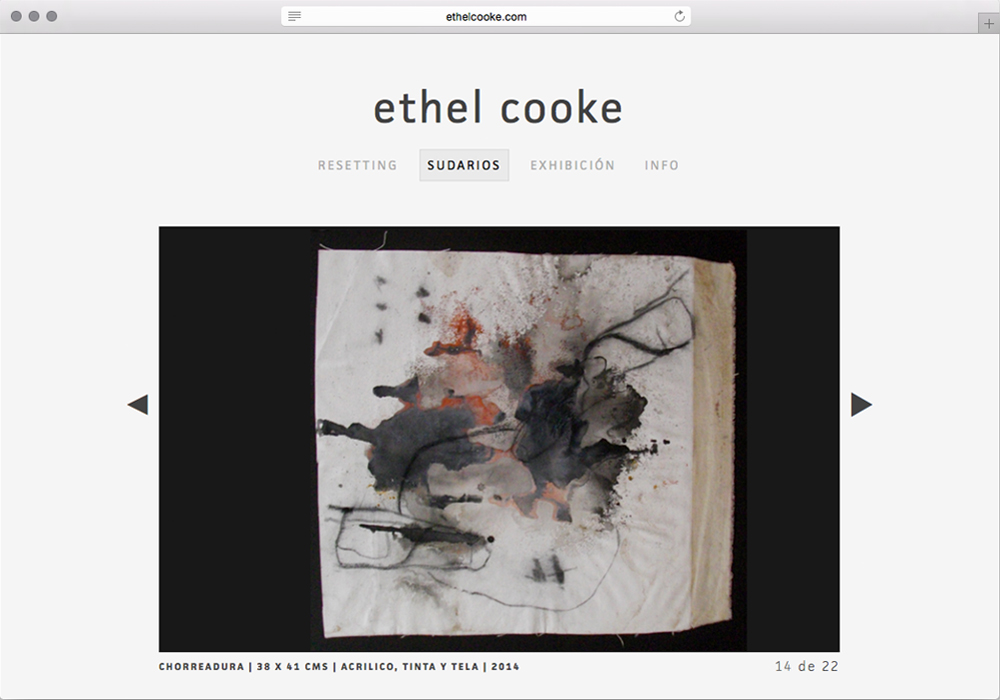 ethelcooke.com
ethel cooke
RESETTING SUDARIOS EXHIBICIÓN INFO
CHORREADURA | 38 X 41 CMS | ACRILICO, TINTA Y TELA | 2014 14 de 22